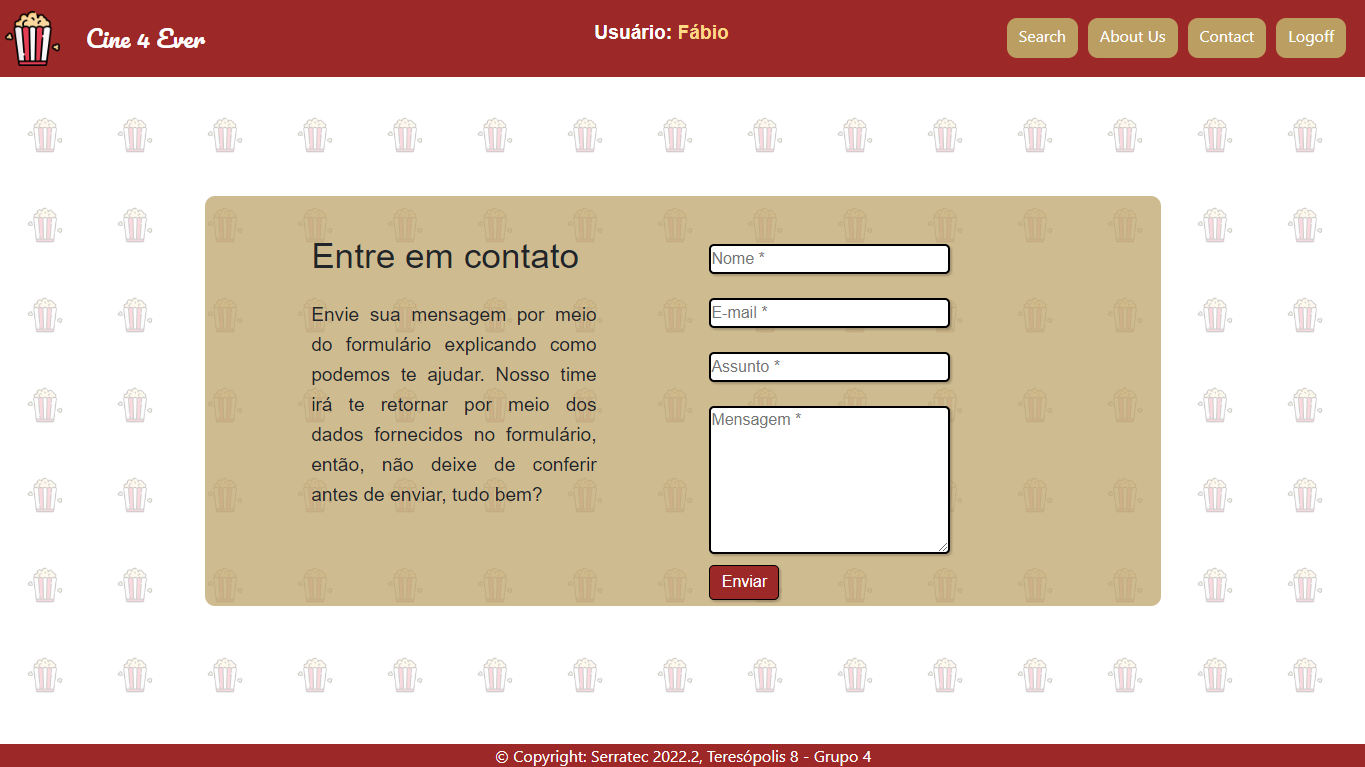 Cine 4 Ever
Usuário: Fábio
Search
About Us
Contact
Logoff
Entre em contato
Envie sua mensagem por meio
do formulário explicando como
podemos te ajudar. Nosso time
irá te retornar por meio dos
dados fornecidos no formulário,
então, não deixe de conferir
antes de enviar, tudo bem?
Nome *
E-mail *
Assunto *
Mensagem *
Enviar
© Copyright: Serratec 2022.2, Teresópolis 8 - Grupo 4